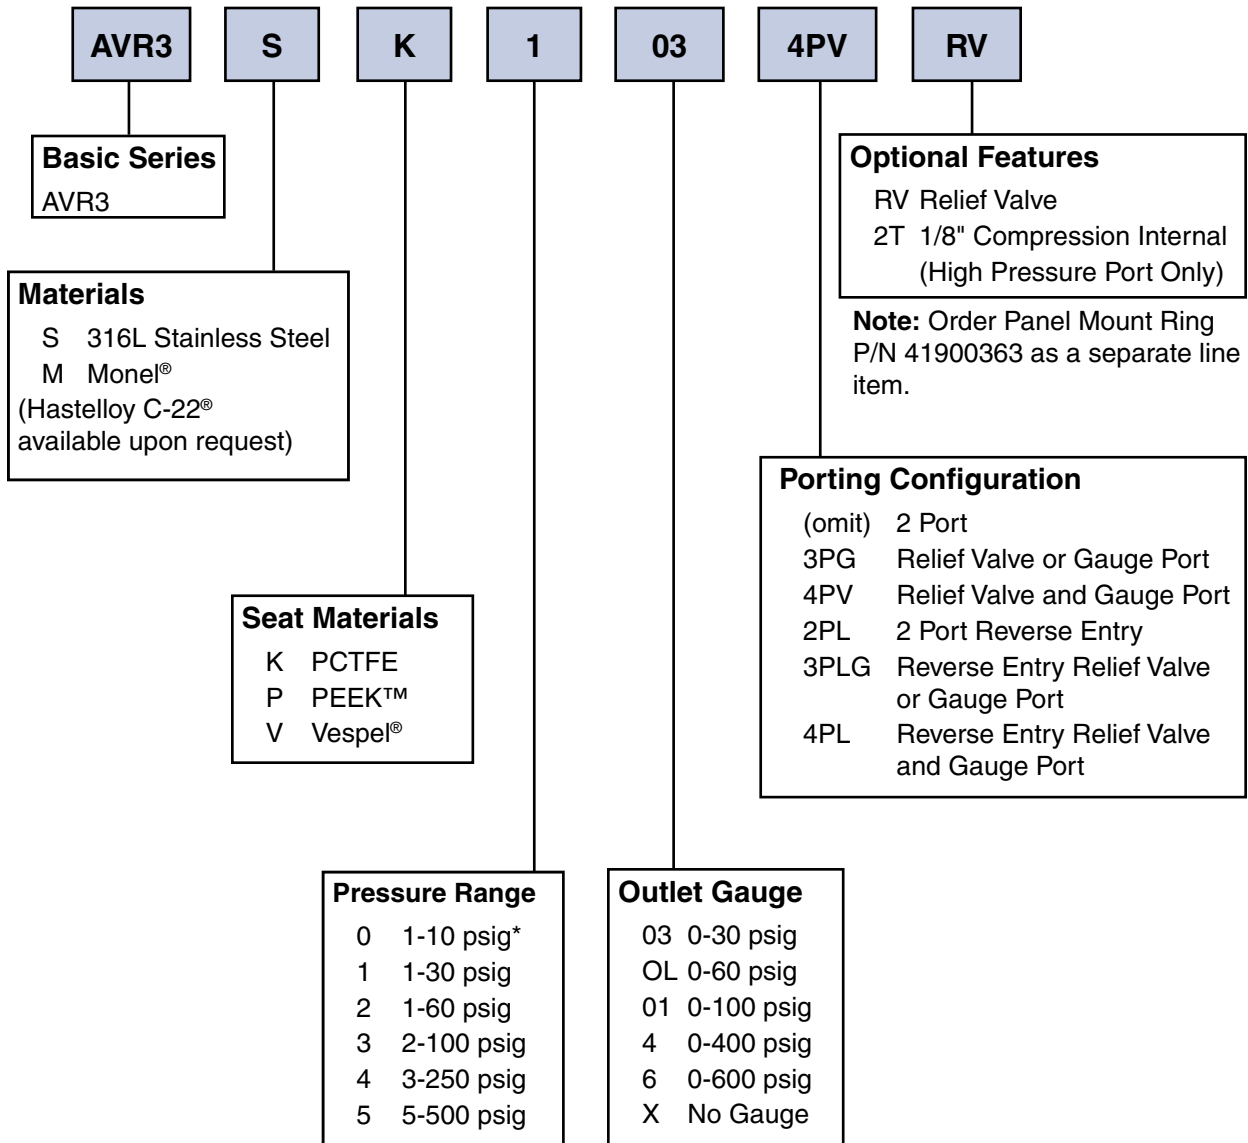 AVR3 S K 1 03 4PV RV
Basic Series
AVR3
Materials
S 316L Stainless Steel
M Monel®
(Hastelloy C-22®
available upon request)
Seat Materials
K PCTFE
P PEEK™
V Vespel®
Pressure Range
0 1-10 psig*
1 1-30 psig
2 1-60 psig
3 2-100 psig
4 3-250 psig
5 5-500 psig
Outlet Gauge
03 0-30 psig
OL 0-60 psig
01 0-100 psig
4 0-400 psig
6 0-600 psig
X No Gauge
Porting Configuration
(omit) 2 Port
3PG Relief Valve or Gauge Port
4PV Relief Valve and Gauge Port
2PL 2 Port Reverse Entry
3PLG Reverse Entry Relief Valve
or Gauge Port
4PL Reverse Entry Relief Valve
and Gauge Port
Optional Features
RV Relief Valve
2T 1/8" Compression Internal
(High Pressure Port Only)
Note: Order Panel Mount Ring
P/N 41900363 as a separate line
item.